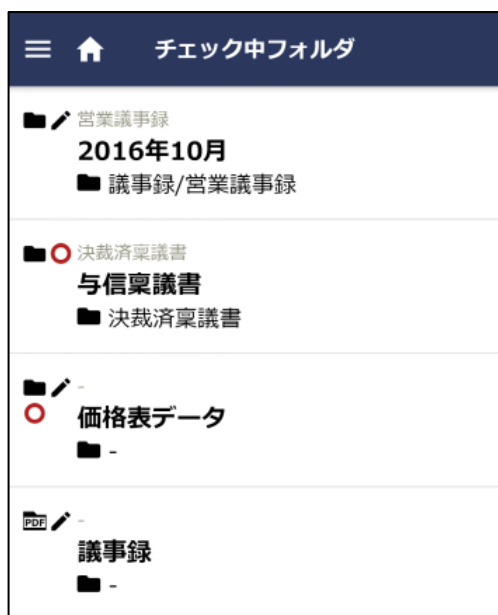 チェック中フォルダ
営業議事録
2016年10月
議事録/営業議事録
決裁済稟議書
与信稟議書
決裁済稟議書
-
価格表データ
-
PDF -
議事録
-